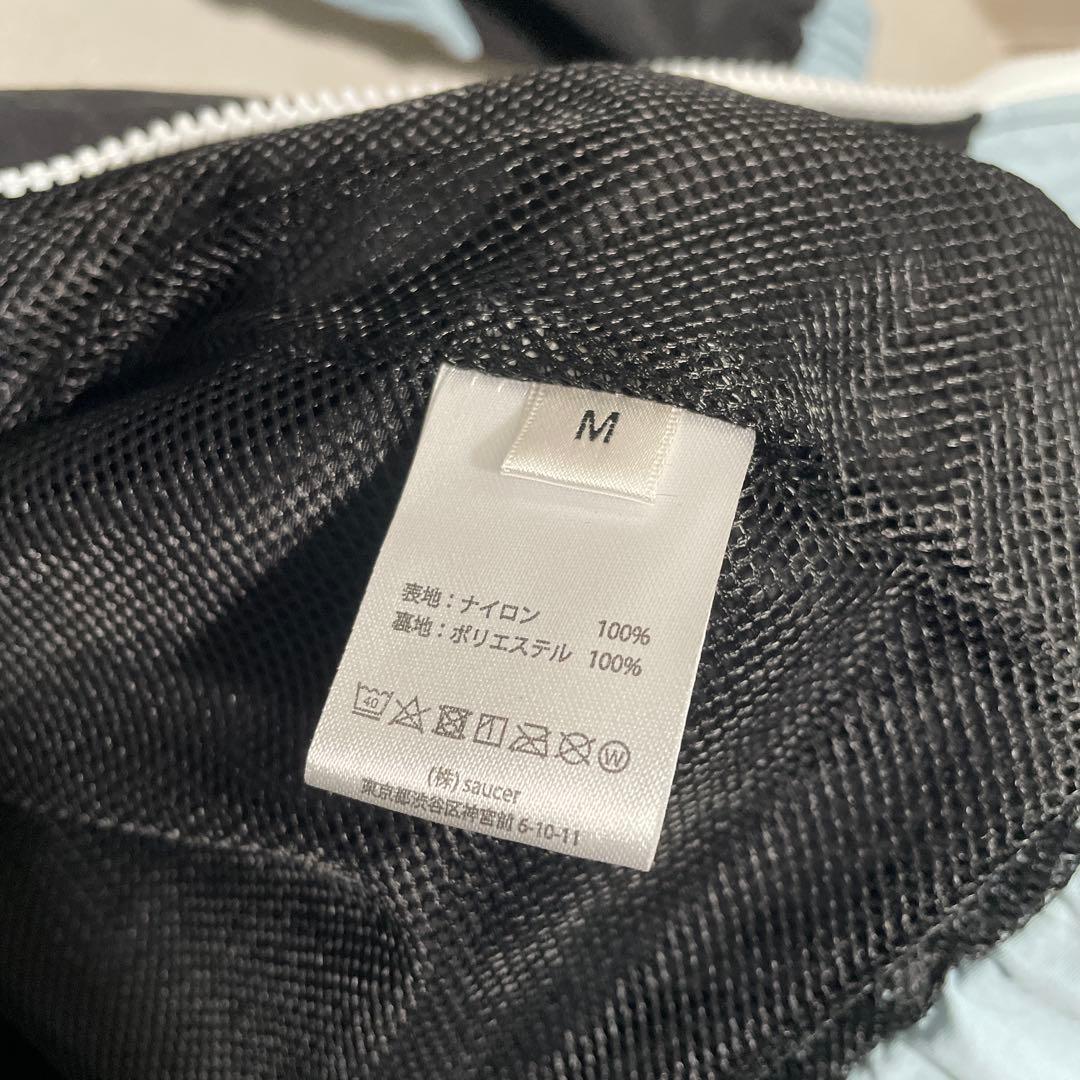 M
表地：ナイロン 100%
裏地：ポリエステル 100%
40
W
(株) saucer
東京都渋谷区神宮前 6-10-11